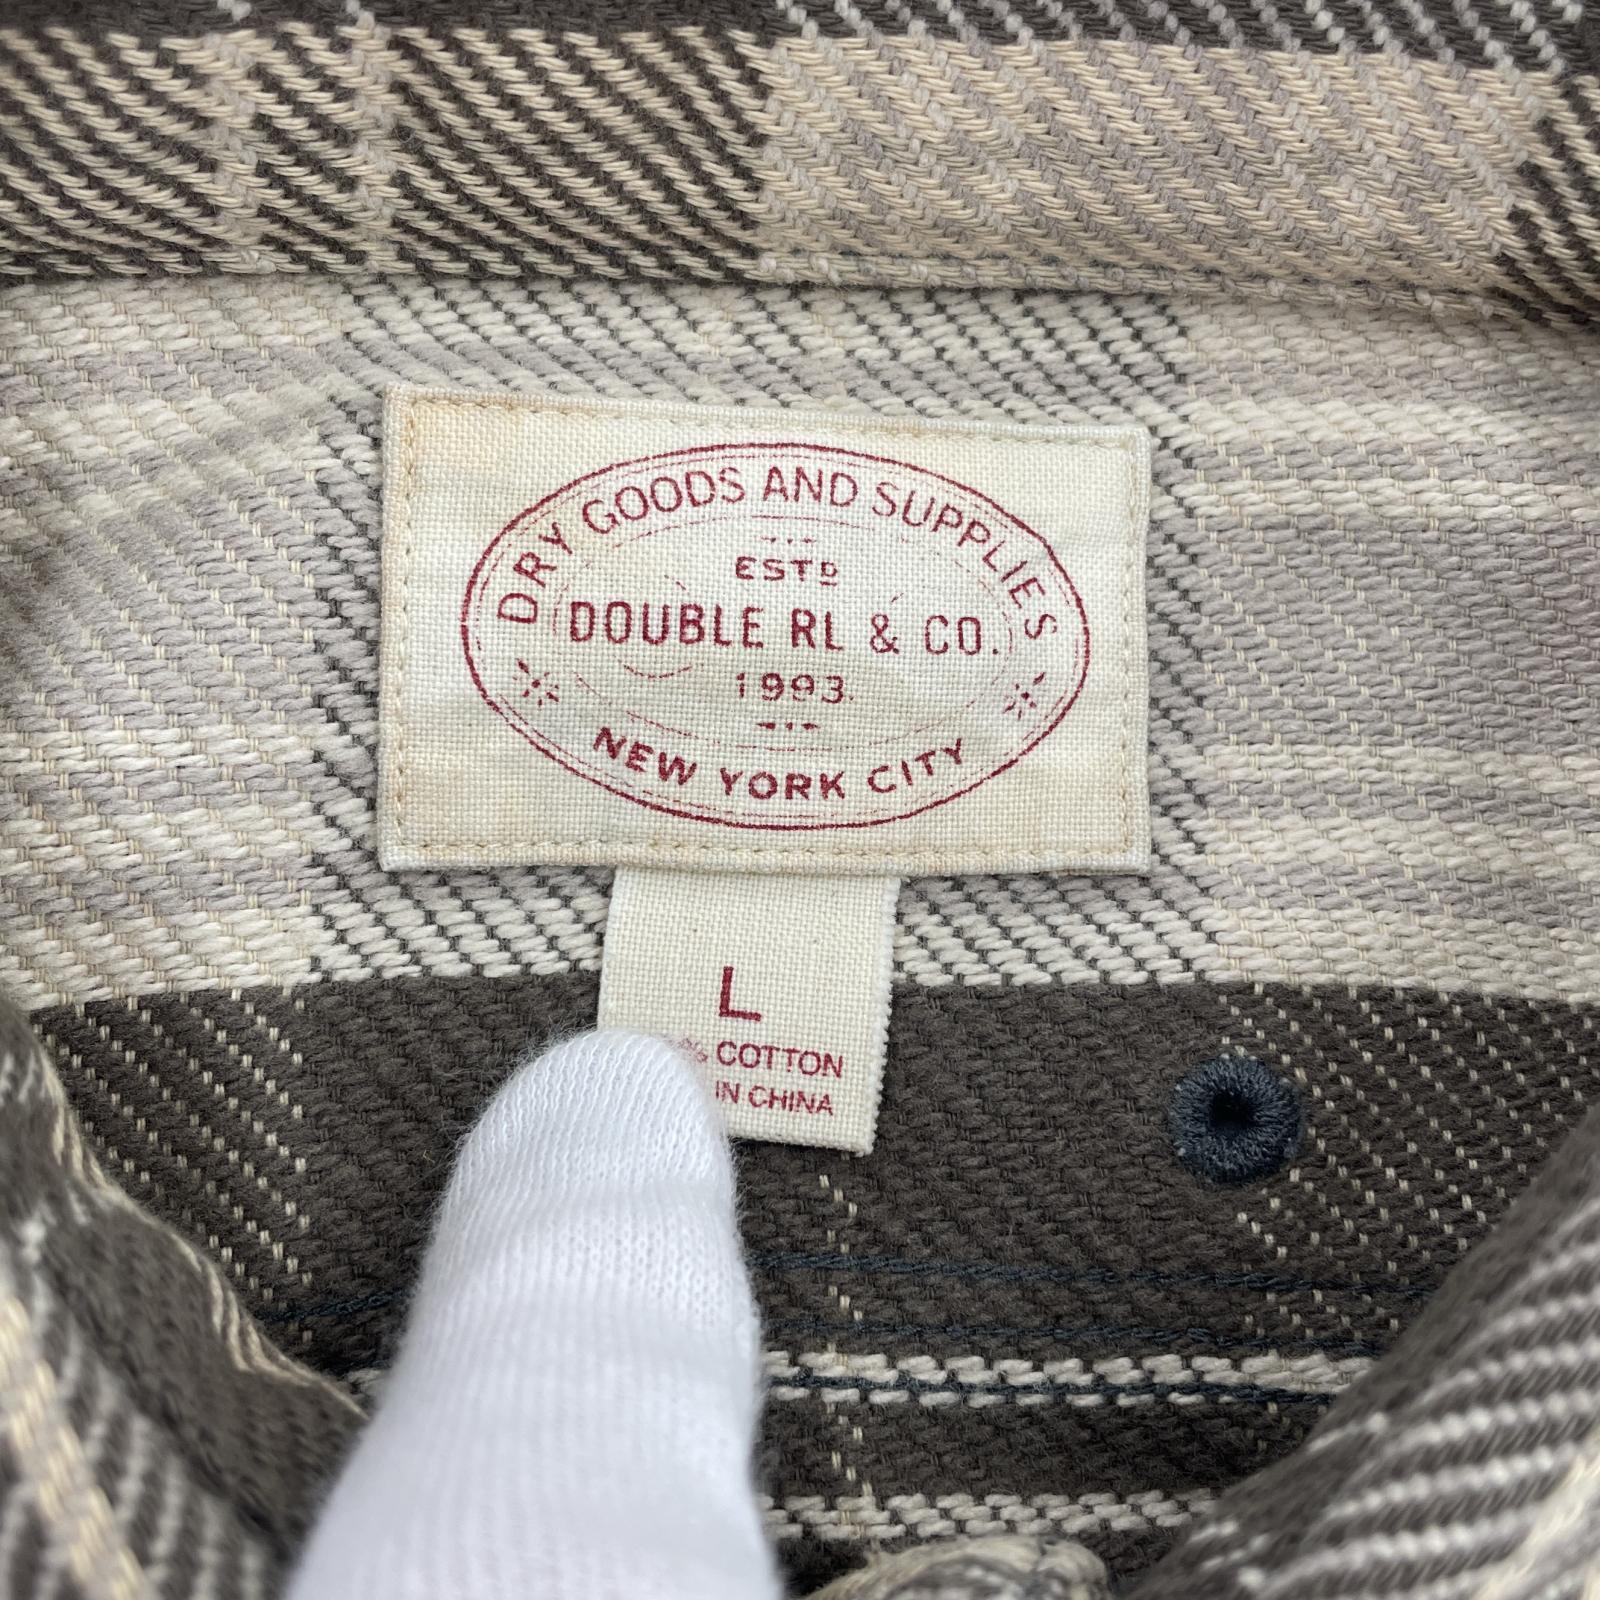 DRY GOODS AND SUPPLIES
ESTD
DOUBLE RL & CO.
1993.
NEW YORK CITY
L
% COTTON
IN CHINA